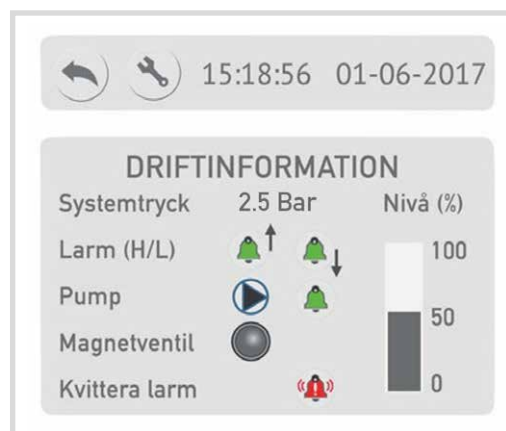 15:18:56 01-06-2017
DRIFTINFORMATION
Systemtryck 2.5 Bar Nivå (%)
Larm (H/L) 100
Pump 50
Magnetventil
Kvittera larm 0